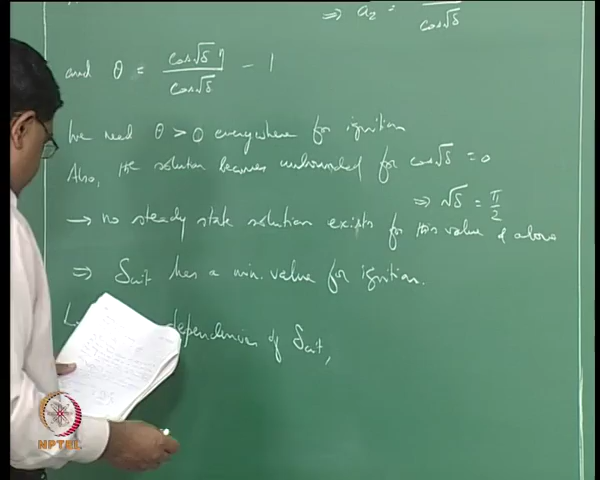 ⇒ a₂ = / cos√δ
and θ = cos√δ η / cos√δ − 1
We need θ > 0 everywhere for ignition
Also, the solution becomes unbounded for cos√δ = 0
⇒ √δ = π/2
→ no steady state solution exists for this value & above
⇒ δcrit has a min. value for ignition.
dependencies of δcrit,
NPTEL